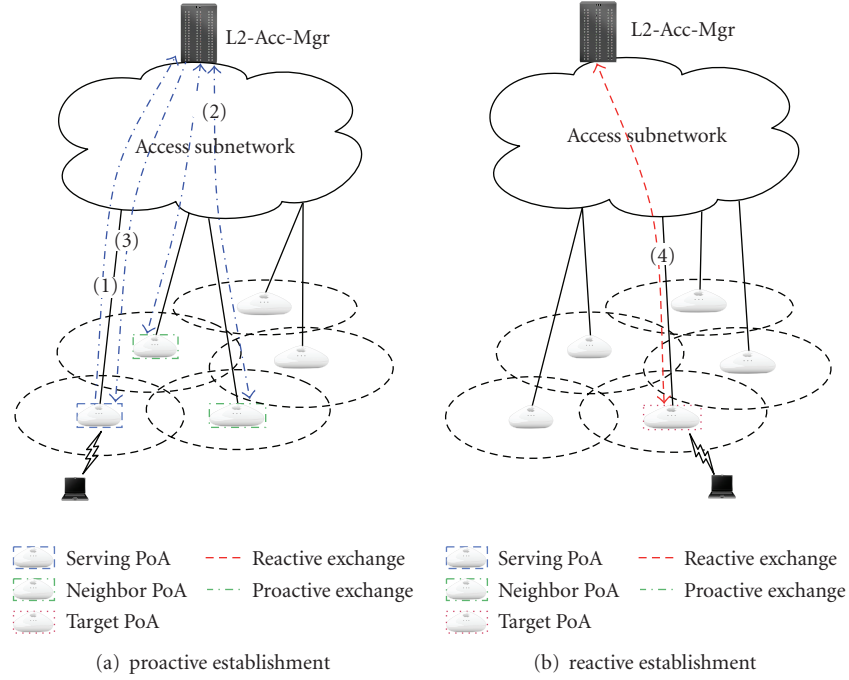 L2-Acc-Mgr
(2)
Access subnetwork
(3)
(1)
Serving PoA
Reactive exchange
Neighbor PoA
Proactive exchange
Target PoA
(a) proactive establishment
L2-Acc-Mgr
Access subnetwork
(4)
Serving PoA
Reactive exchange
Neighbor PoA
Proactive exchange
Target PoA
(b) reactive establishment